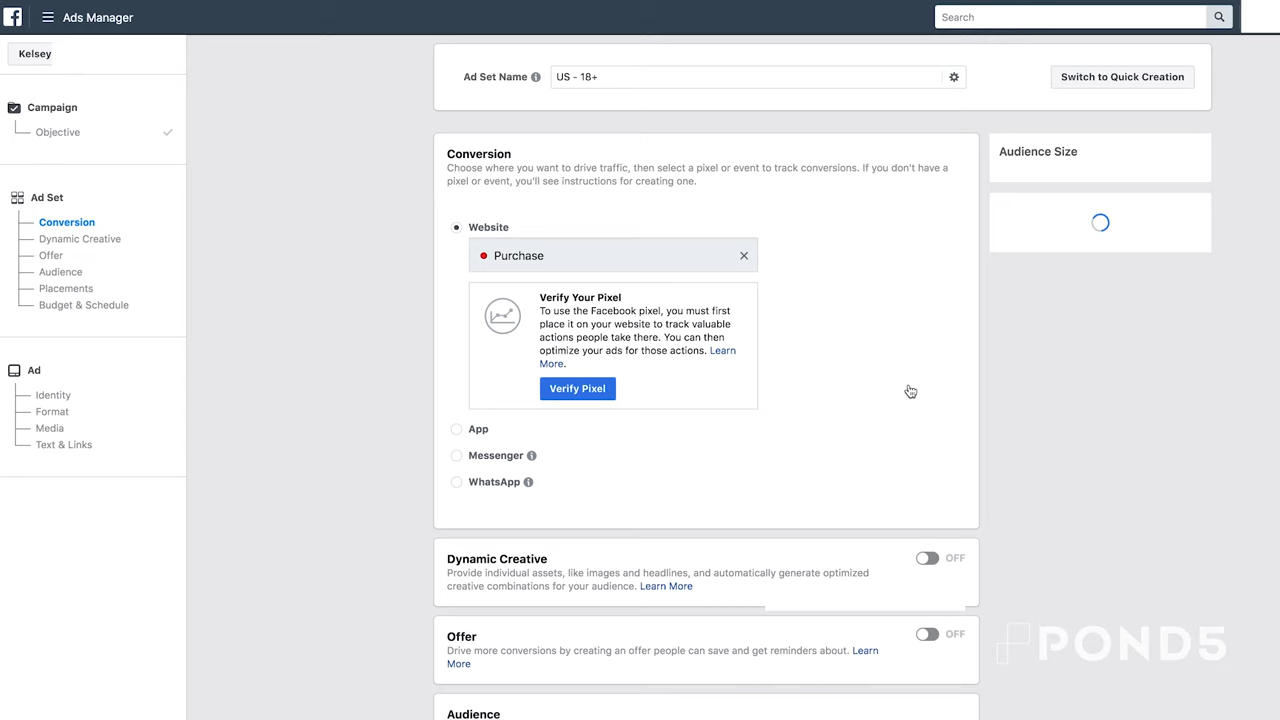 Ads Manager
Search
Kelsey
Ad Set Name
US - 18+
Switch to Quick Creation
Campaign
Objective
Ad Set
Conversion
Dynamic Creative
Offer
Audience
Placements
Budget & Schedule
Ad
Identity
Format
Media
Text & Links
Conversion
Choose where you want to drive traffic, then select a pixel or event to track conversions. If you don't have a
pixel or event, you'll see instructions for creating one.
Website
Purchase
Verify Your Pixel
To use the Facebook pixel, you must first
place it on your website to track valuable
actions people take there. You can then
optimize your ads for those actions. Learn
More.
Verify Pixel
App
Messenger
WhatsApp
Audience Size
Dynamic Creative
OFF
Provide individual assets, like images and headlines, and automatically generate optimized
creative combinations for your audience. Learn More
Offer
OFF
Drive more conversions by creating an offer people can save and get reminders about. Learn
More
Audience
POND5